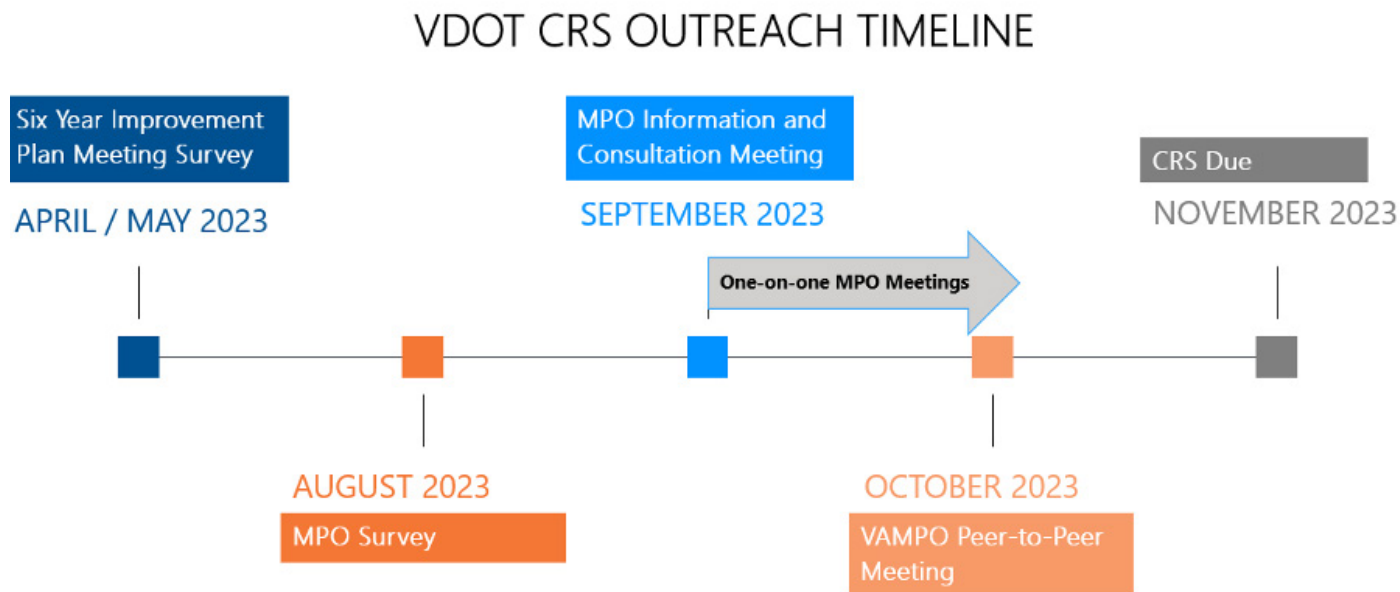 VDOT CRS OUTREACH TIMELINE
Six Year Improvement
Plan Meeting Survey
APRIL / MAY 2023
MPO Information and
Consultation Meeting
SEPTEMBER 2023
CRS Due
NOVEMBER 2023
One-on-one MPO Meetings
AUGUST 2023
MPO Survey
OCTOBER 2023
VAMPO Peer-to-Peer
Meeting